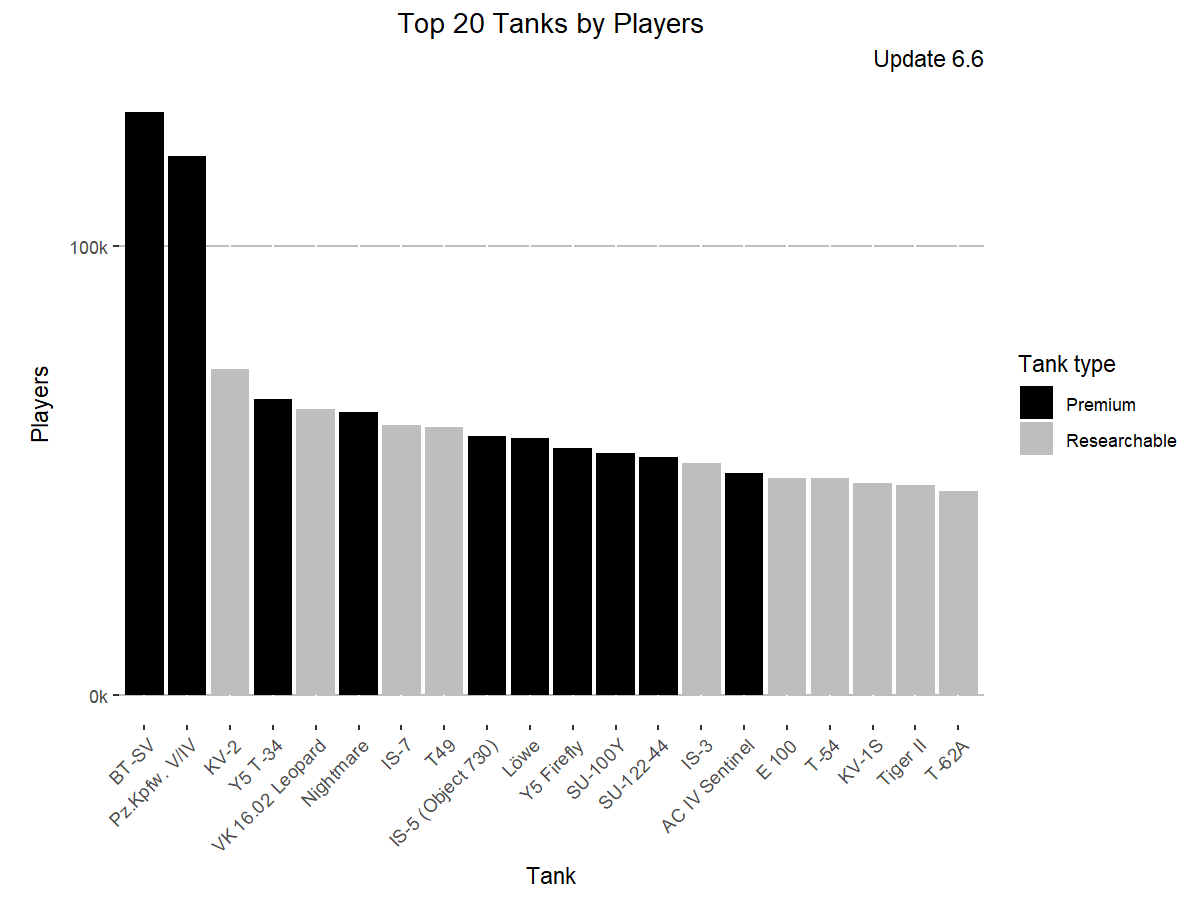 Top 20 Tanks by Players
Update 6.6
100k
0k
Players
BT-SV
Pz.Kpfw. V/IV
KV-2
Y5 T-34
VK 16.02 Leopard
Nightmare
IS-7
T49
IS-5 (Object 730)
Löwe
Y5 Firefly
SU-100Y
SU-122-44
IS-3
AC IV Sentinel
E 100
T-54
KV-1S
Tiger II
T-62A
Tank
Tank type
Premium
Researchable